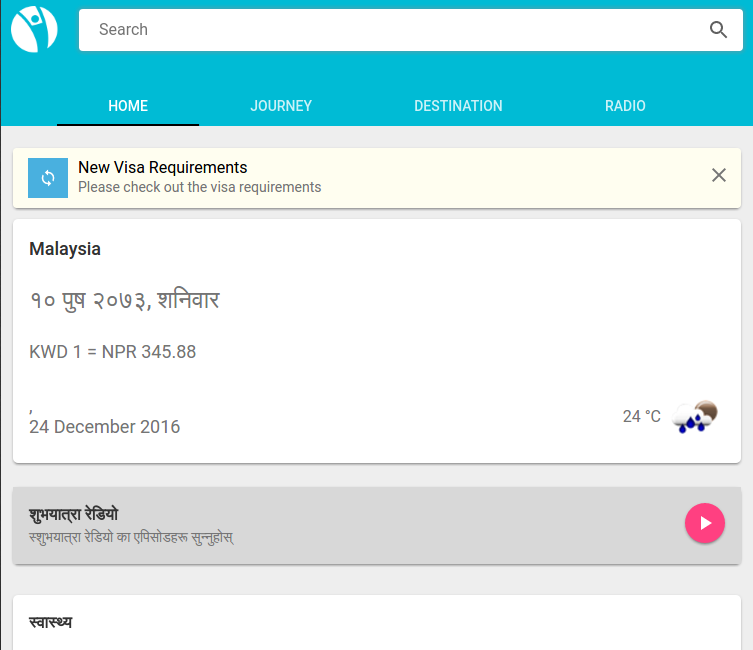 Search
HOME
JOURNEY
DESTINATION
RADIO
New Visa Requirements
Please check out the visa requirements
Malaysia
१० पुष २०७३, शनिवार
KWD 1 = NPR 345.88
,
24 December 2016
24 °C
शुभयात्रा रेडियो
स्शुभयात्रा रेडियो का एपिसोडहरू सुन्नुहोस्
स्वास्थ्य